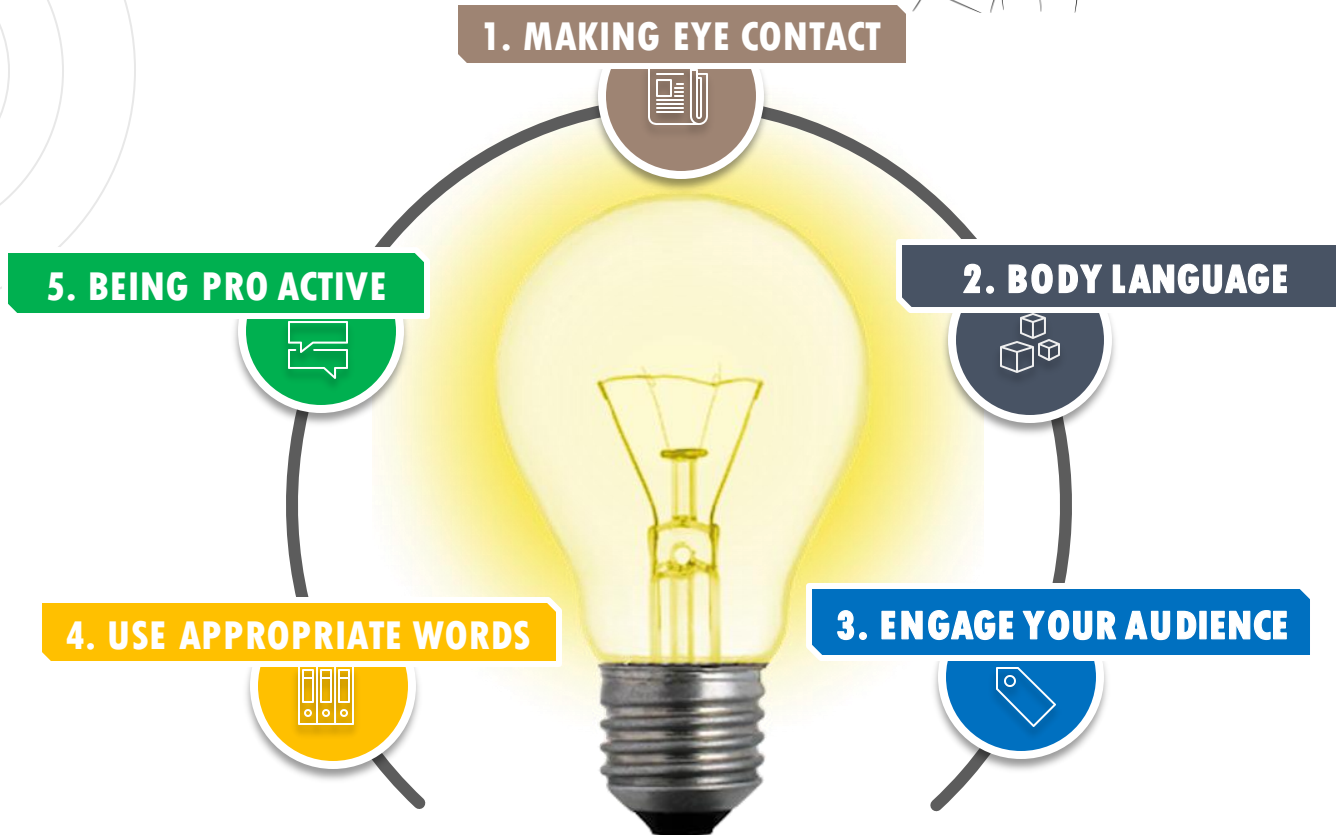 1. MAKING EYE CONTACT
2. BODY LANGUAGE
3. ENGAGE YOUR AUDIENCE
4. USE APPROPRIATE WORDS
5. BEING PRO ACTIVE